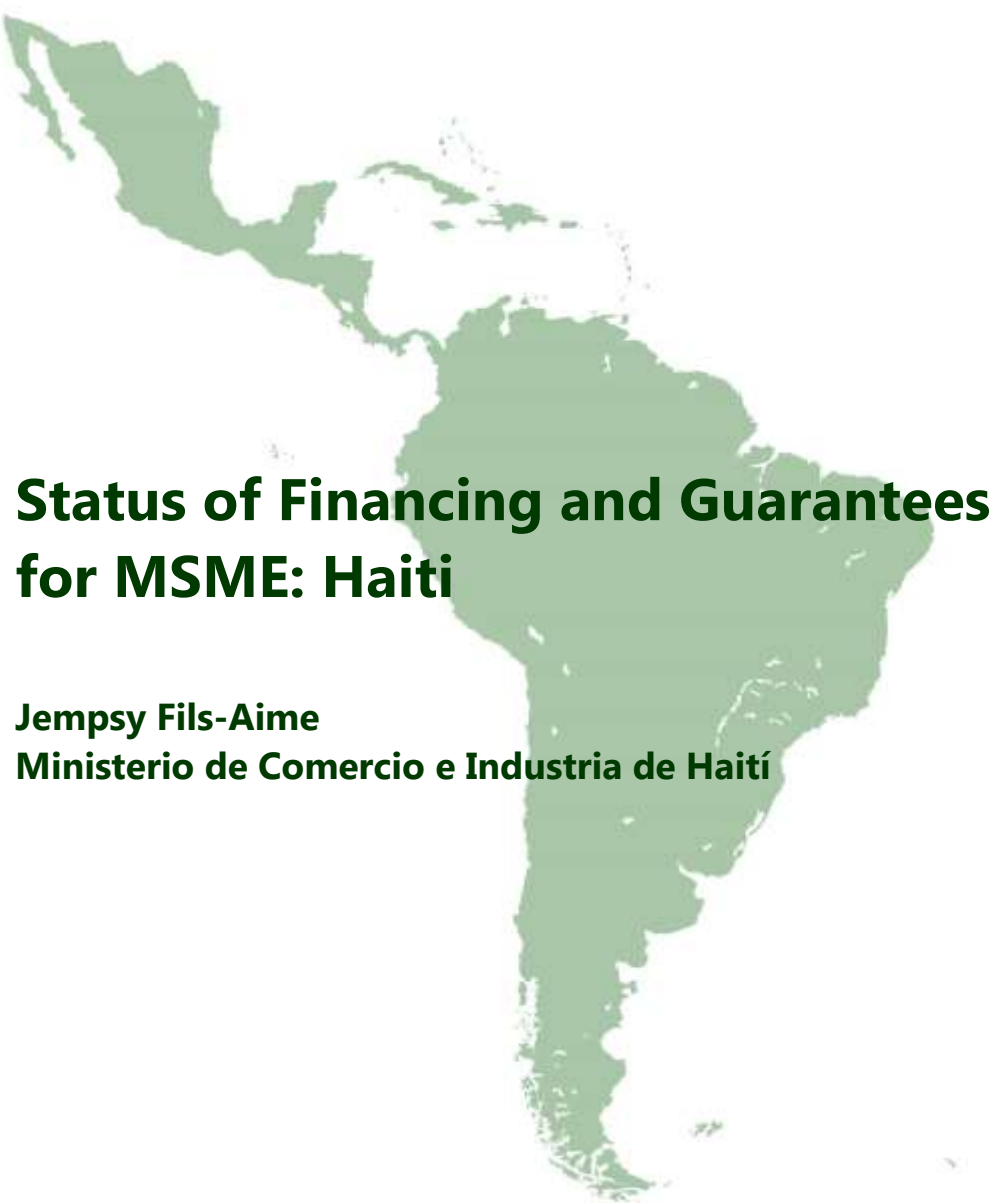 Status of Financing and Guarantees
for MSME: Haiti
Jempsy Fils-Aime
Ministerio de Comercio e Industria de Haití